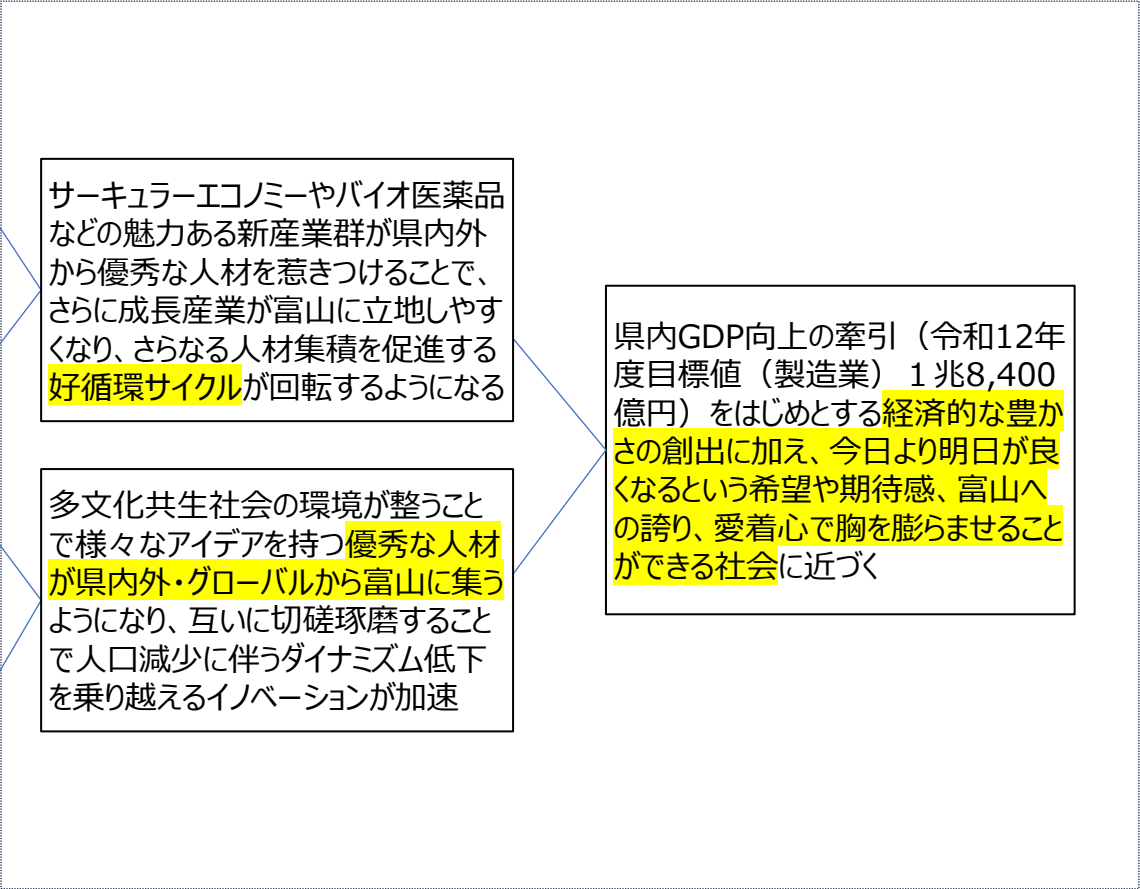 サーキュラーエコノミーやバイオ医薬品
などの魅力ある新産業群が県内外
から優秀な人材を惹きつけることで、
さらに成長産業が富山に立地しやす
くなり、さらなる人材集積を促進する
好循環サイクルが回転するようになる
多文化共生社会の環境が整うこと
で様々なアイデアを持つ優秀な人材
が県内外・グローバルから富山に集う
ようになり、互いに切磋琢磨すること
で人口減少に伴うダイナミズム低下
を乗り越えるイノベーションが加速
県内GDP向上の牽引（令和12年
度目標値（製造業）１兆8,400
億円）をはじめとする経済的な豊か
さの創出に加え、今日より明日が良
くなるという希望や期待感、富山へ
の誇り、愛着心で胸を膨らませること
ができる社会に近づく